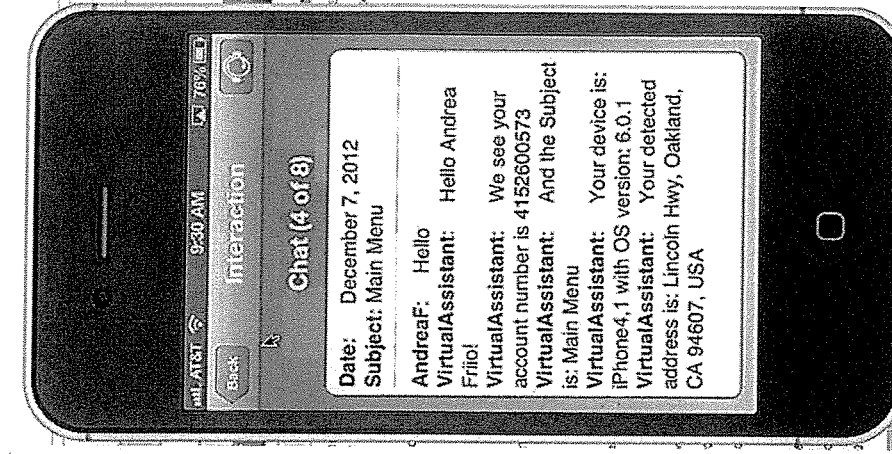 AT&T 9:30 AM 76%
Back Interaction
Chat (4 of 8)
Date: December 7, 2012
Subject: Main Menu
AndreaF: Hello
VirtualAssistant: Hello Andrea
Friio!
VirtualAssistant: We see your
account number is 4152600573
VirtualAssistant: And the Subject
is: Main Menu
VirtualAssistant: Your device is:
iPhone4,1 with OS version: 6.0.1
VirtualAssistant: Your detected
address is: Lincoln Hwy, Oakland,
CA 94607, USA